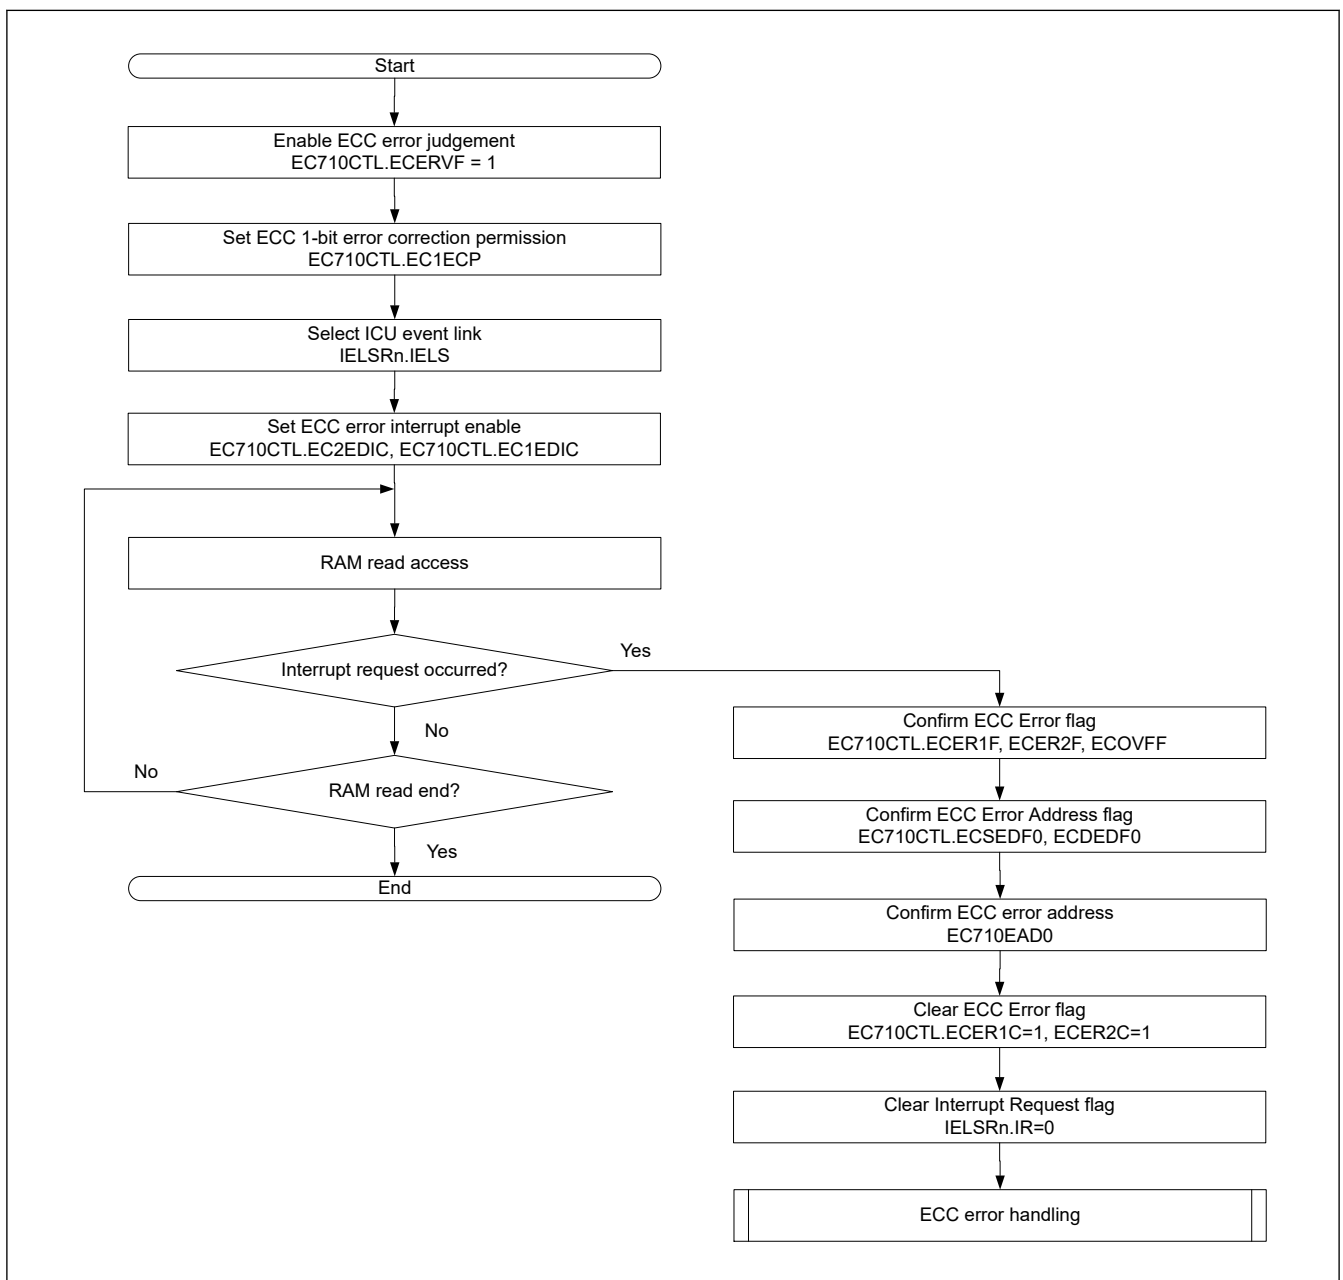 Start
Enable ECC error judgement
EC710CTL.ECERVF = 1
Set ECC 1-bit error correction permission
EC710CTL.EC1ECP
Select ICU event link
IELSRn.IELS
Set ECC error interrupt enable
EC710CTL.EC2EDIC, EC710CTL.EC1EDIC
RAM read access
Interrupt request occurred?
Yes
No
RAM read end?
No
Yes
End
Confirm ECC Error flag
EC710CTL.ECER1F, ECER2F, ECOVFF
Confirm ECC Error Address flag
EC710CTL.ECSEDF0, ECDEDF0
Confirm ECC error address
EC710EAD0
Clear ECC Error flag
EC710CTL.ECER1C=1, ECER2C=1
Clear Interrupt Request flag
IELSRn.IR=0
ECC error handling